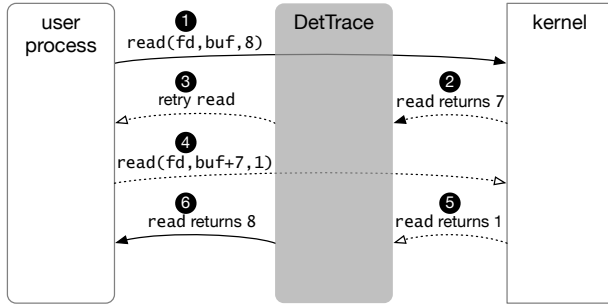 user
process
DetTrace
kernel
1
read(fd,buf,8)
2
read returns 7
3
retry read
4
read(fd,buf+7,1)
5
read returns 1
6
read returns 8